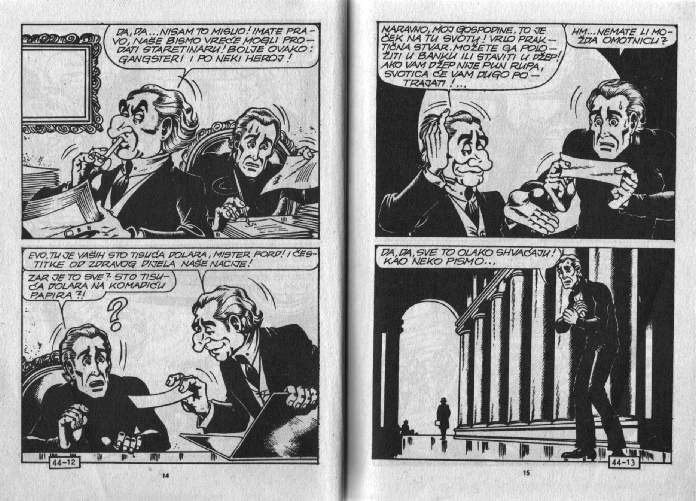 DA, DA... NISAM TO MISLIO! IMATE PRA-
VO, NAŠE BISMO VREĆE MOGLI PRO-
DATI STARETINARU! BOLJE OVAKO:
GANGSTERI I PO NEKI HEROJ!
EVO, TU JE VAŠIH STO TISUĆA DOLARA, MISTER FORD! I ČES-
TITKE OD ZDRAVOG DIJELA NAŠE NACIJE!
ZAR JE TO SVE? STO TISU-
ĆA DOLARA NA KOMADIĆU
PAPIRA?!
?
44-12
14
NARAVNO, MOJ GOSPODINE, TO JE
ČEK NA TU SVOTU! VRLO PRAK-
TIČNA STVAR. MOŽETE GA POLO-
ŽITI U BANKU ILI STAVITI U DŽEP!
AKO VAM DŽEP NIJE PUN RUPA,
SVOTICA ĆE VAM DUGO PO-
TRAJATI!...
HM... NEMATE LI MO-
ŽDA OMOTNICU?
DA, DA, SVE TO OLAKO SHVAĆAJU!
KAO NEKO PISMO...
44-13
15